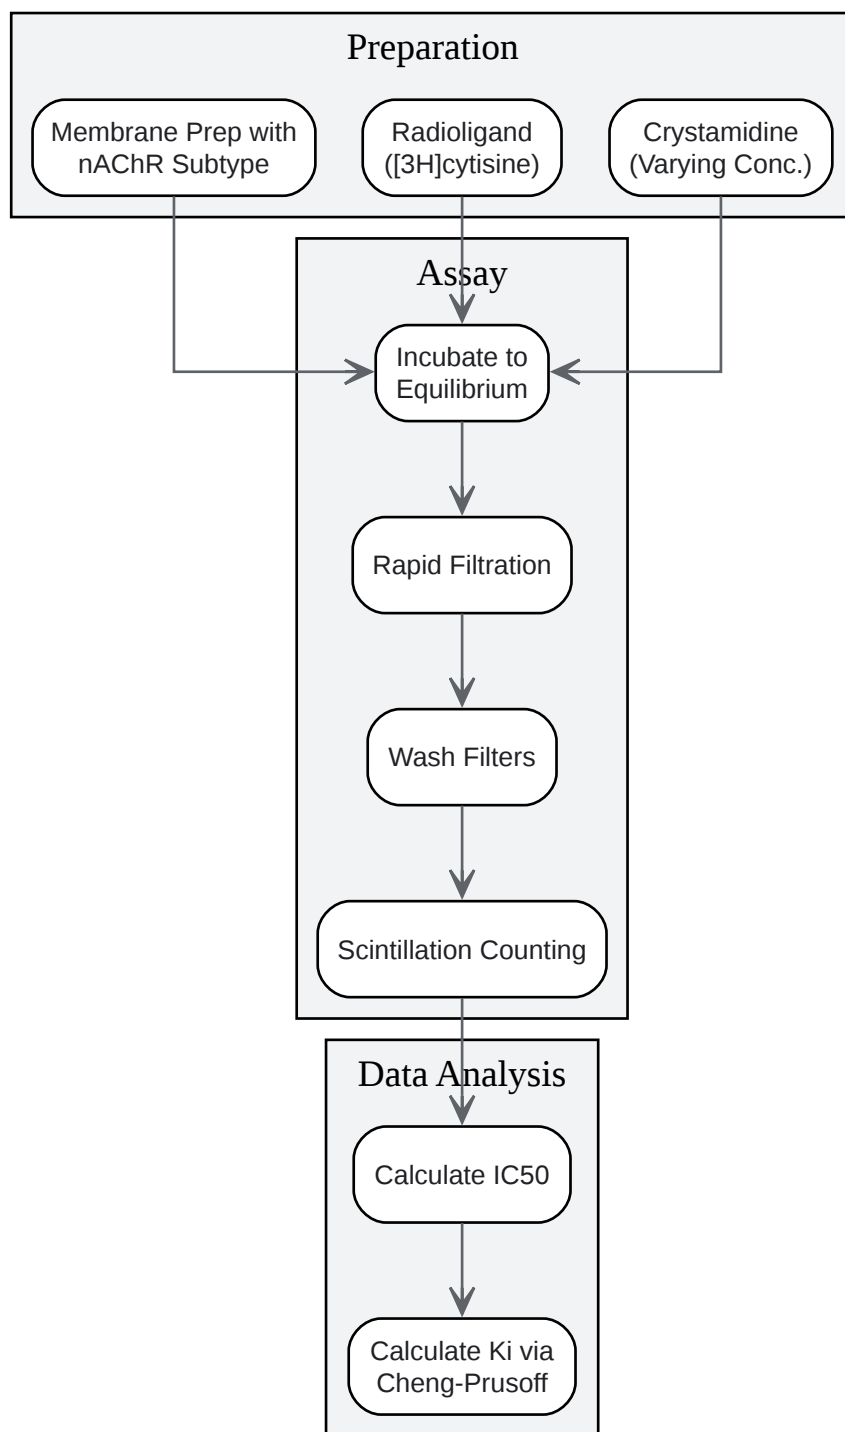 Preparation
Membrane Prep with
nAChR Subtype
Radioligand
([3H]cytisine)
Crystamidine
(Varying Conc.)
Assay
Incubate to
Equilibrium
Rapid Filtration
Wash Filters
Scintillation Counting
Data Analysis
Calculate IC50
Calculate Ki via
Cheng-Prusoff